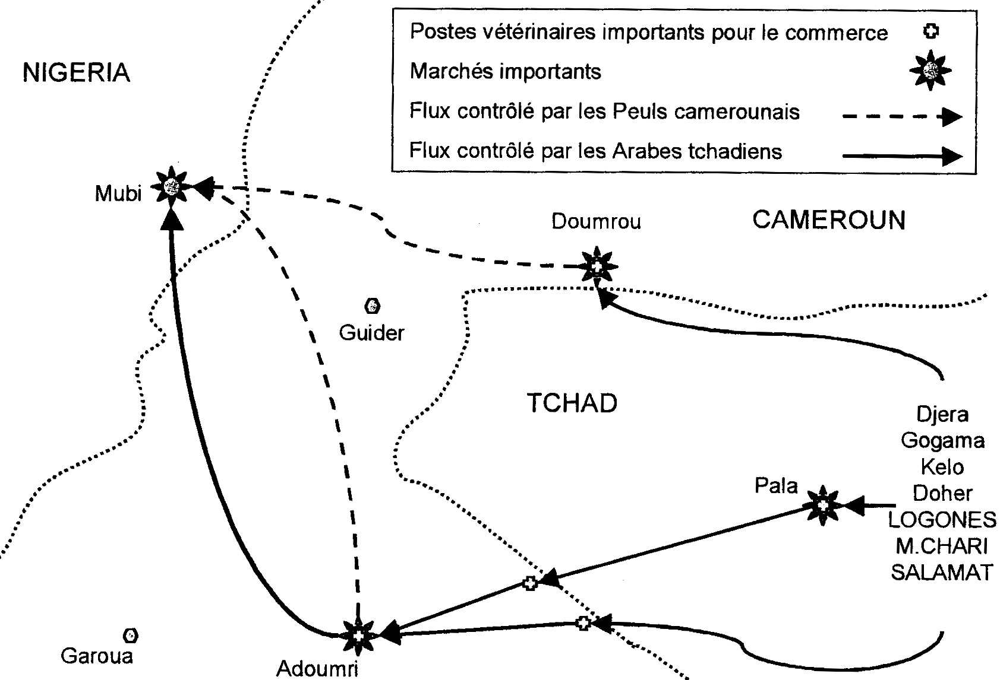 Postes vétérinaires importants pour le commerce
NIGERIA
Marchés importants
Flux contrôlé par les Peuls camerounais
Flux contrôlé par les Arabes tchadiens
Mubi
Doumrou
CAMEROUN
Guider
TCHAD
Djera
Gogama
Kelo
Pala
Doher
LOGONES
M.CHARI
SALAMAT
Garoua
Adoumri